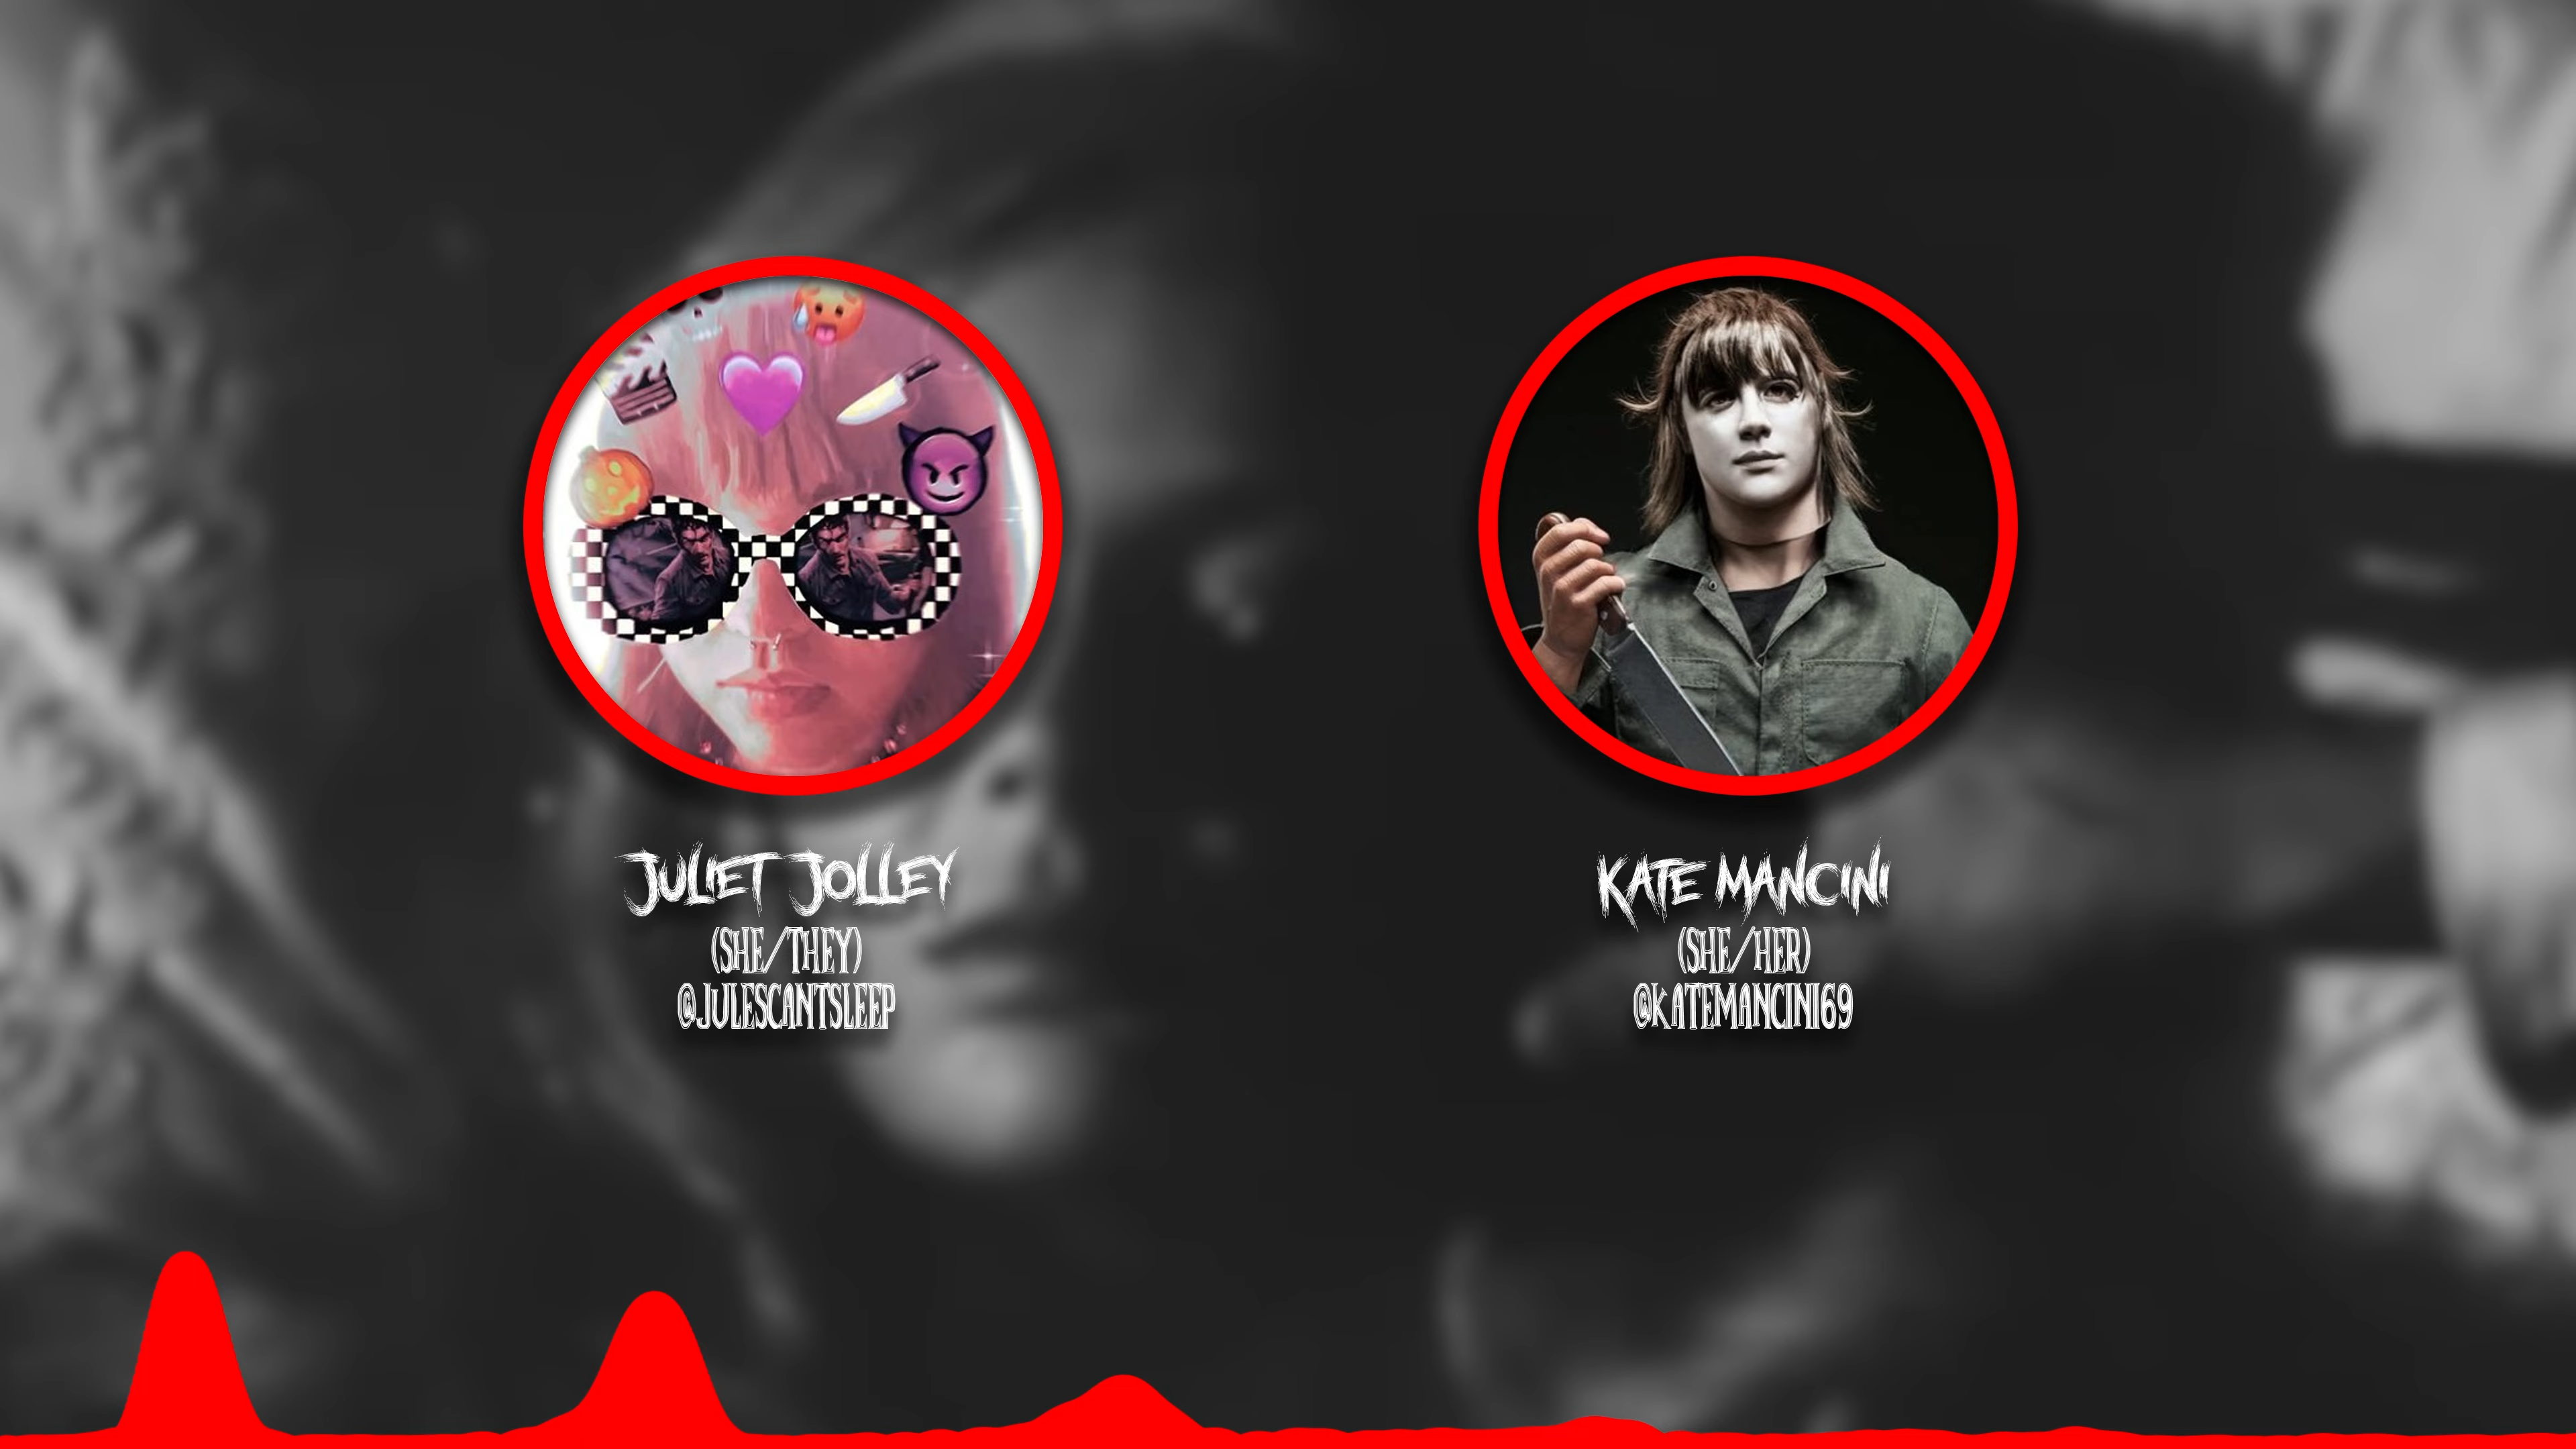 JULIET JOLLEY
(SHE/THEY)
@JULESCANTSLEEP
KATE MANCINI
(SHE/HER)
@KATEMANCINI69